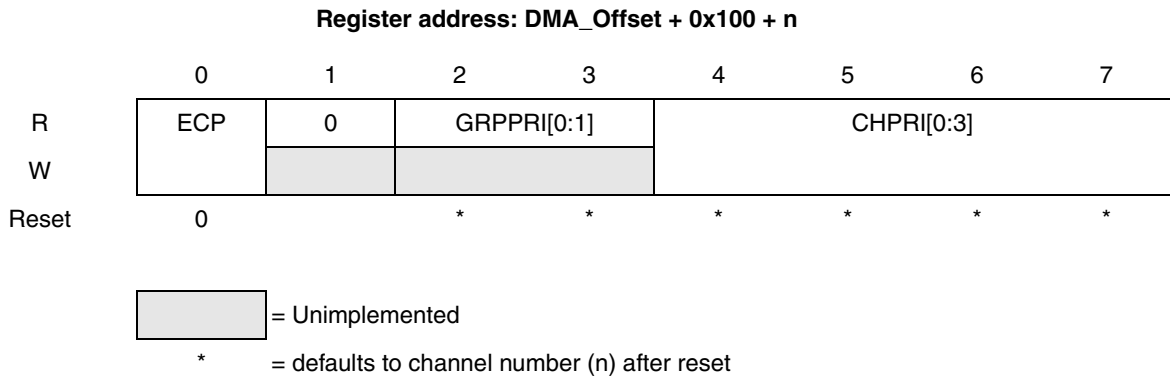 Register address: DMA_Offset + 0x100 + n
0 1 2 3 4 5 6 7
R ECP 0 GRPPRI[0:1] CHPRI[0:3]
W
Reset 0 * * * * * *
= Unimplemented
* = defaults to channel number (n) after reset